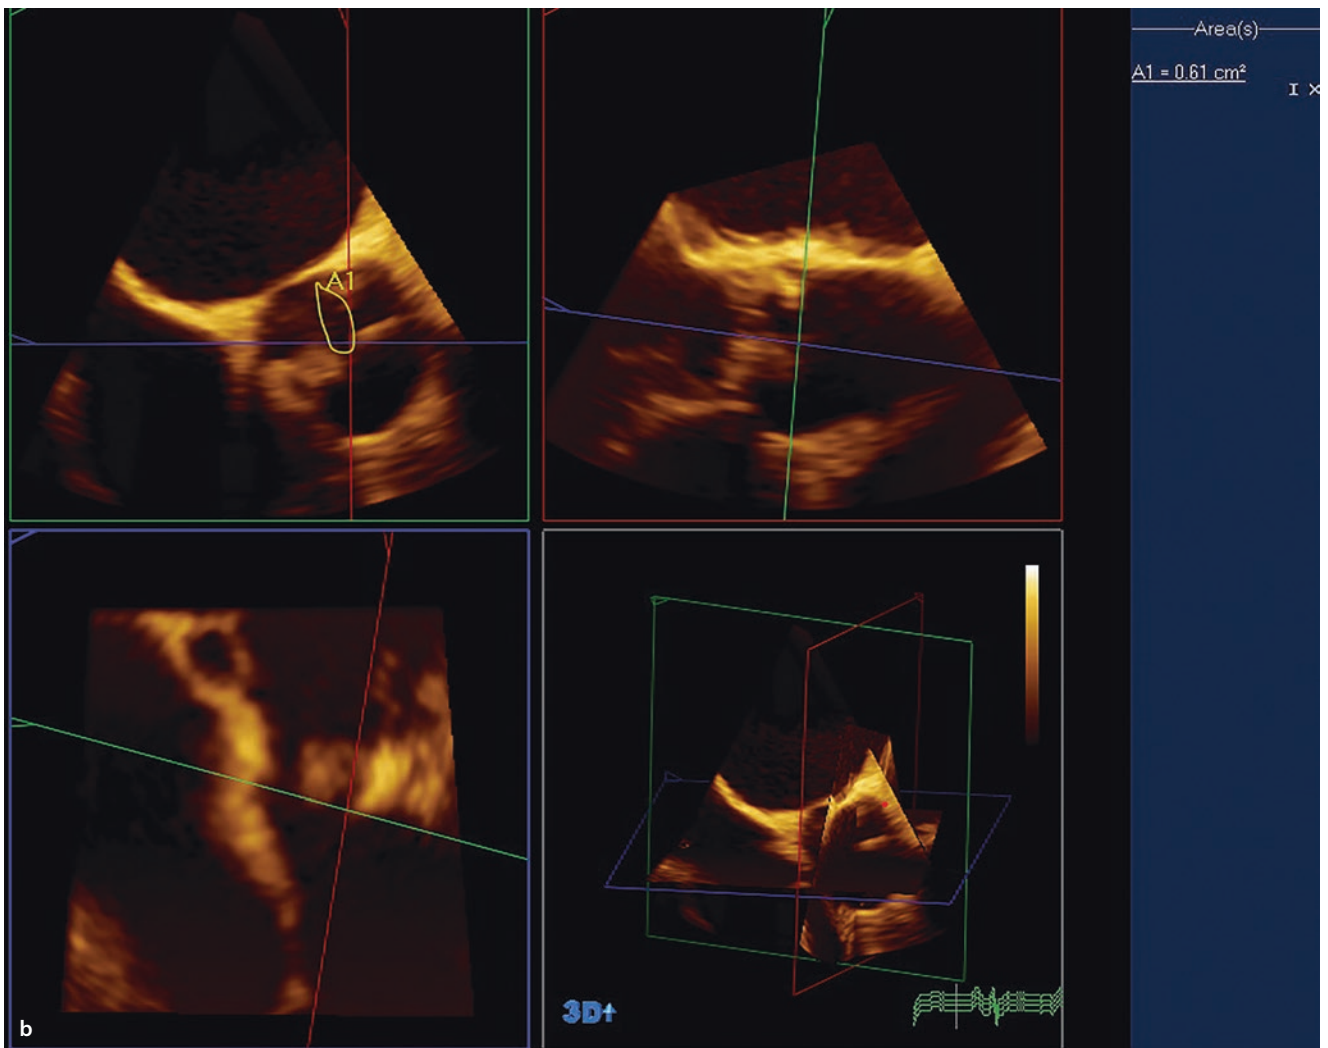 Area(s)
A1 = 0.61 cm²
I ×
A1
3D
b